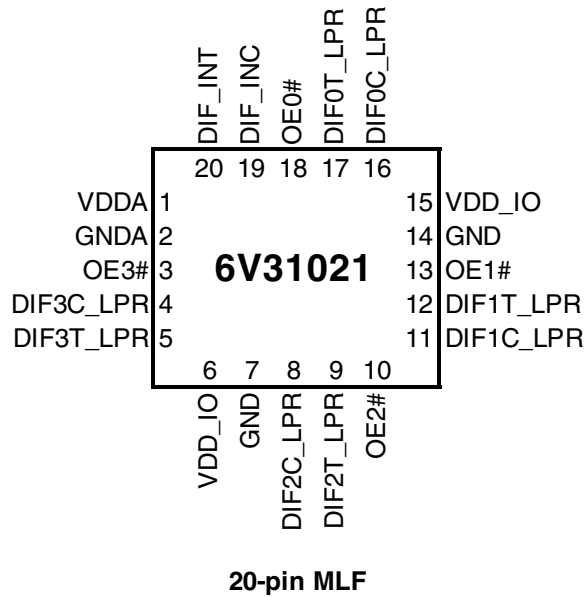 DIF_INT
DIF_INC
OE0#
DIF0T_LPR
DIF0C_LPR
20 19 18 17 16
VDDA 1
GNDA 2
OE3# 3
DIF3C_LPR 4
DIF3T_LPR 5
6V31021
15 VDD_IO
14 GND
13 OE1#
12 DIF1T_LPR
11 DIF1C_LPR
6 7 8 9 10
VDD_IO
GND
DIF2C_LPR
DIF2T_LPR
OE2#
20-pin MLF